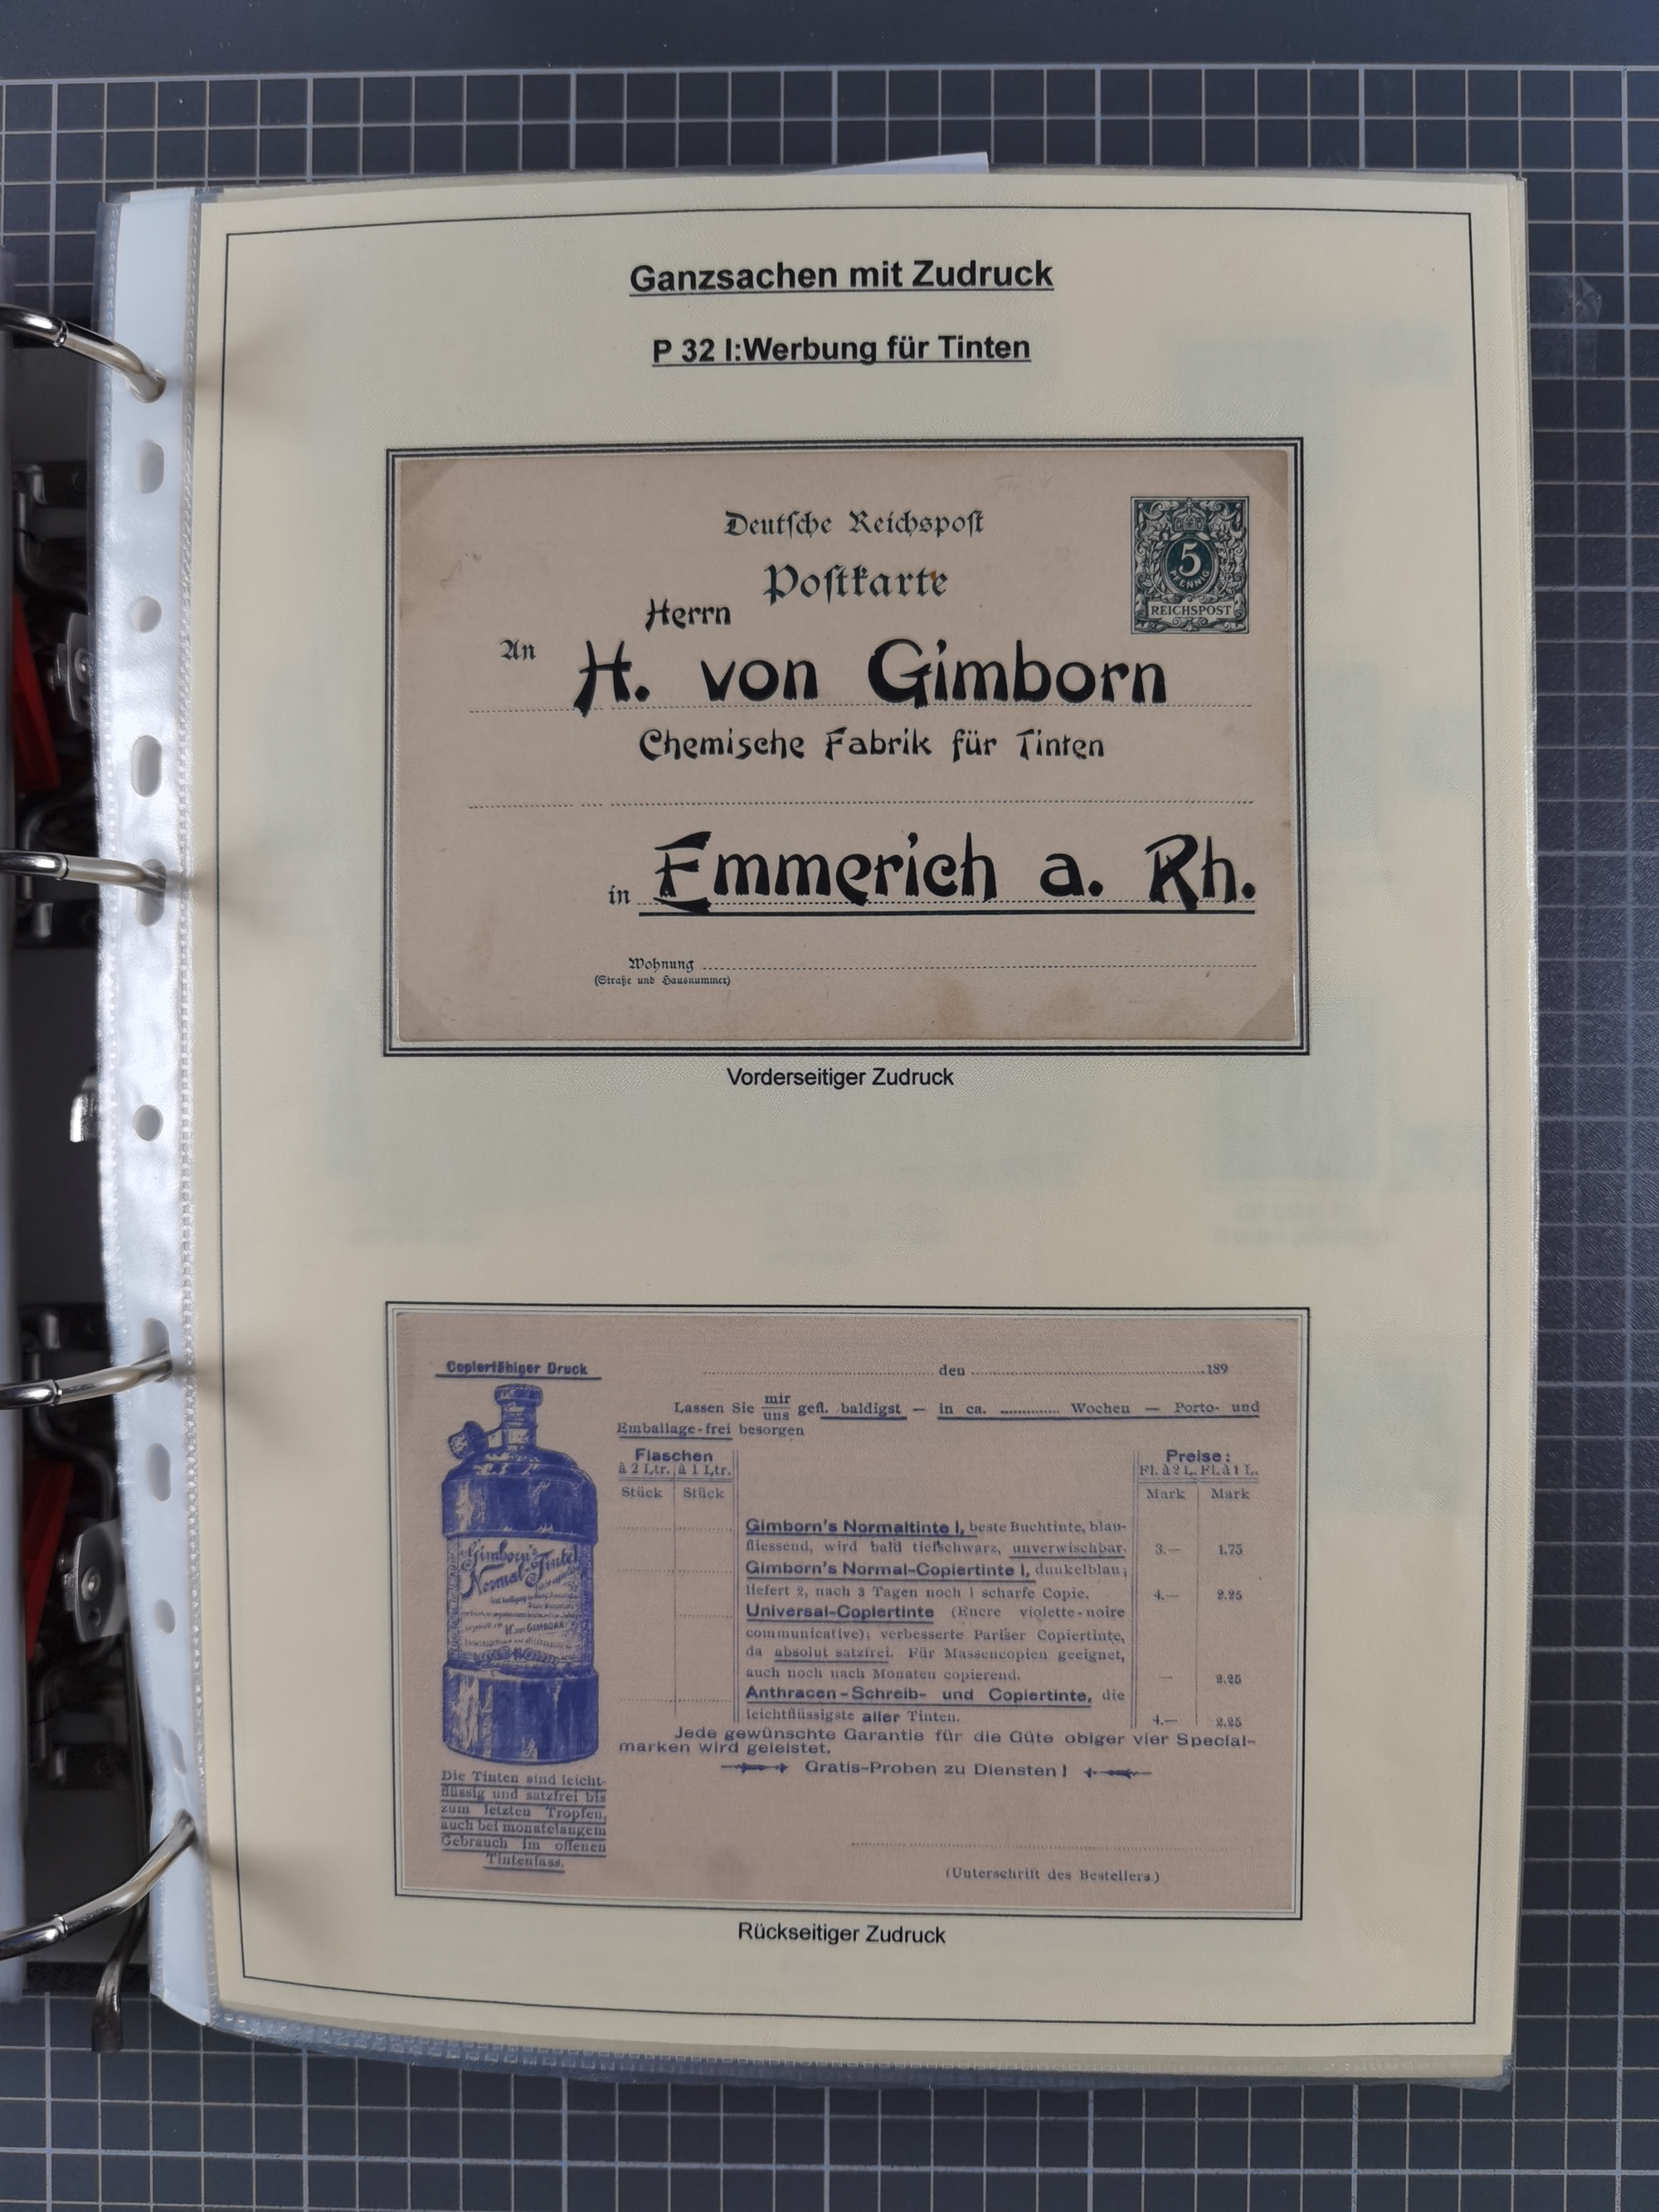 Ganzsachen mit Zudruck
P 32 I:Werbung für Tinten
Deutsche Reichspost
Postkarte
5
PFENNIG
REICHSPOST
Herrn
An H. von Gimborn
Chemische Fabrik für Tinten
in Emmerich a. Rh.
Wohnung
(Straße und Hausnummer)
Vorderseitiger Zudruck
Copierfähiger Druck
den 189
Lassen Sie mir
uns gefl. baldigst — in ca. Wochen — Porto- und
Emballage-frei besorgen
Flaschen
à 2 Ltr. à 1 Ltr.
Stück Stück
Preise:
Fl. à 2 L. Fl. à 1 L.
Mark Mark
Gimborn's Normaltinte I, beste Buchtinte, blau-
fliessend, wird bald tiefschwarz, unverwischbar. 3.— 1.75
Gimborn's Normal-Copiertinte I, dunkelblau;
liefert 2, nach 3 Tagen noch 1 scharfe Copie. 4.— 2.25
Universal-Copiertinte (Encre violette-noire
communicative); verbesserte Pariser Copiertinte,
da absolut satzfrei. Für Massencopien geeignet,
auch noch nach Monaten copierend. — 2.25
Anthracen-Schreib- und Copiertinte, die
leichtflüssigste aller Tinten. 4.— 2.25
Jede gewünschte Garantie für die Güte obiger vier Special-
marken wird geleistet.
Gratis-Proben zu Diensten!
Gimborn's
Normal-Tinte
H. von GIMBORN
Die Tinten sind leicht-
flüssig und satzfrei bis
zum letzten Tropfen,
auch bei monatelangem
Gebrauch im offenen
Tintenfass.
(Unterschrift des Bestellers.)
Rückseitiger Zudruck